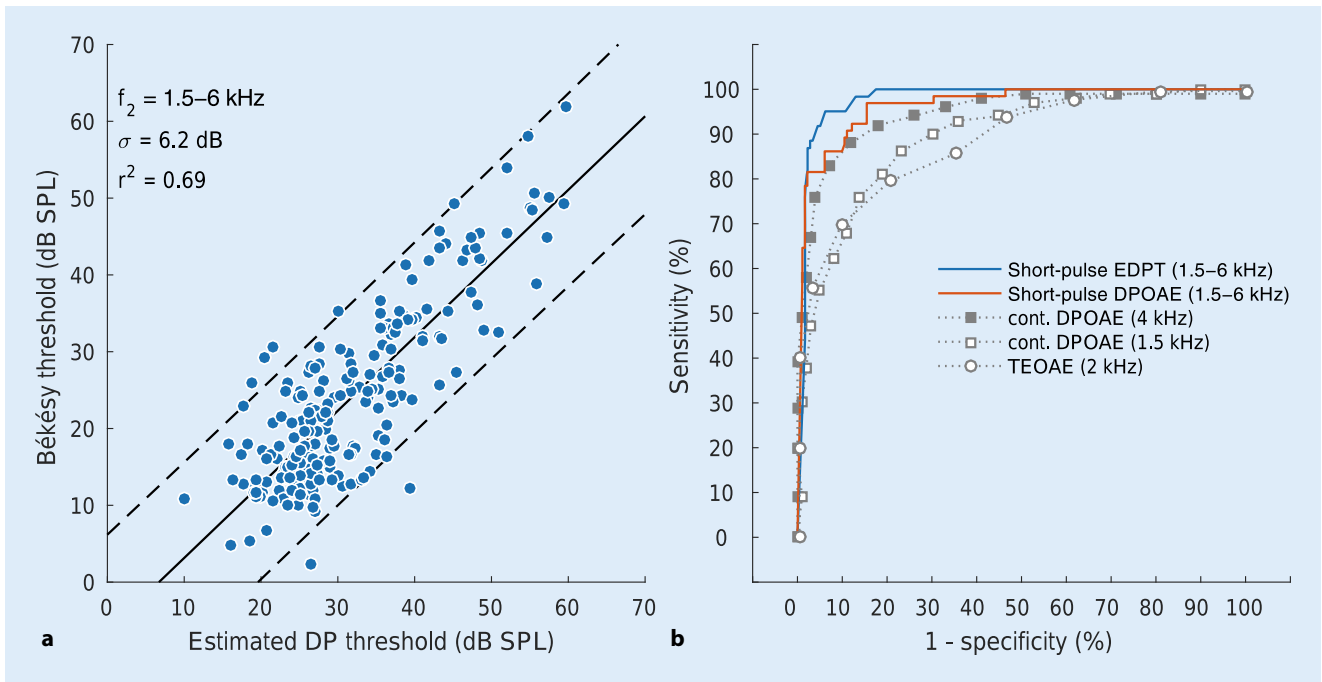 70
60
50
40
30
20
10
0
Békésy threshold (dB SPL)
f2 = 1.5–6 kHz
σ = 6.2 dB
r2 = 0.69
0 10 20 30 40 50 60 70
a Estimated DP threshold (dB SPL)
100
90
80
70
60
50
40
30
20
10
0
Sensitivity (%)
Short-pulse EDPT (1.5–6 kHz)
Short-pulse DPOAE (1.5–6 kHz)
cont. DPOAE (4 kHz)
cont. DPOAE (1.5 kHz)
TEOAE (2 kHz)
0 10 20 30 40 50 60 70 80 90 100
b 1 - specificity (%)